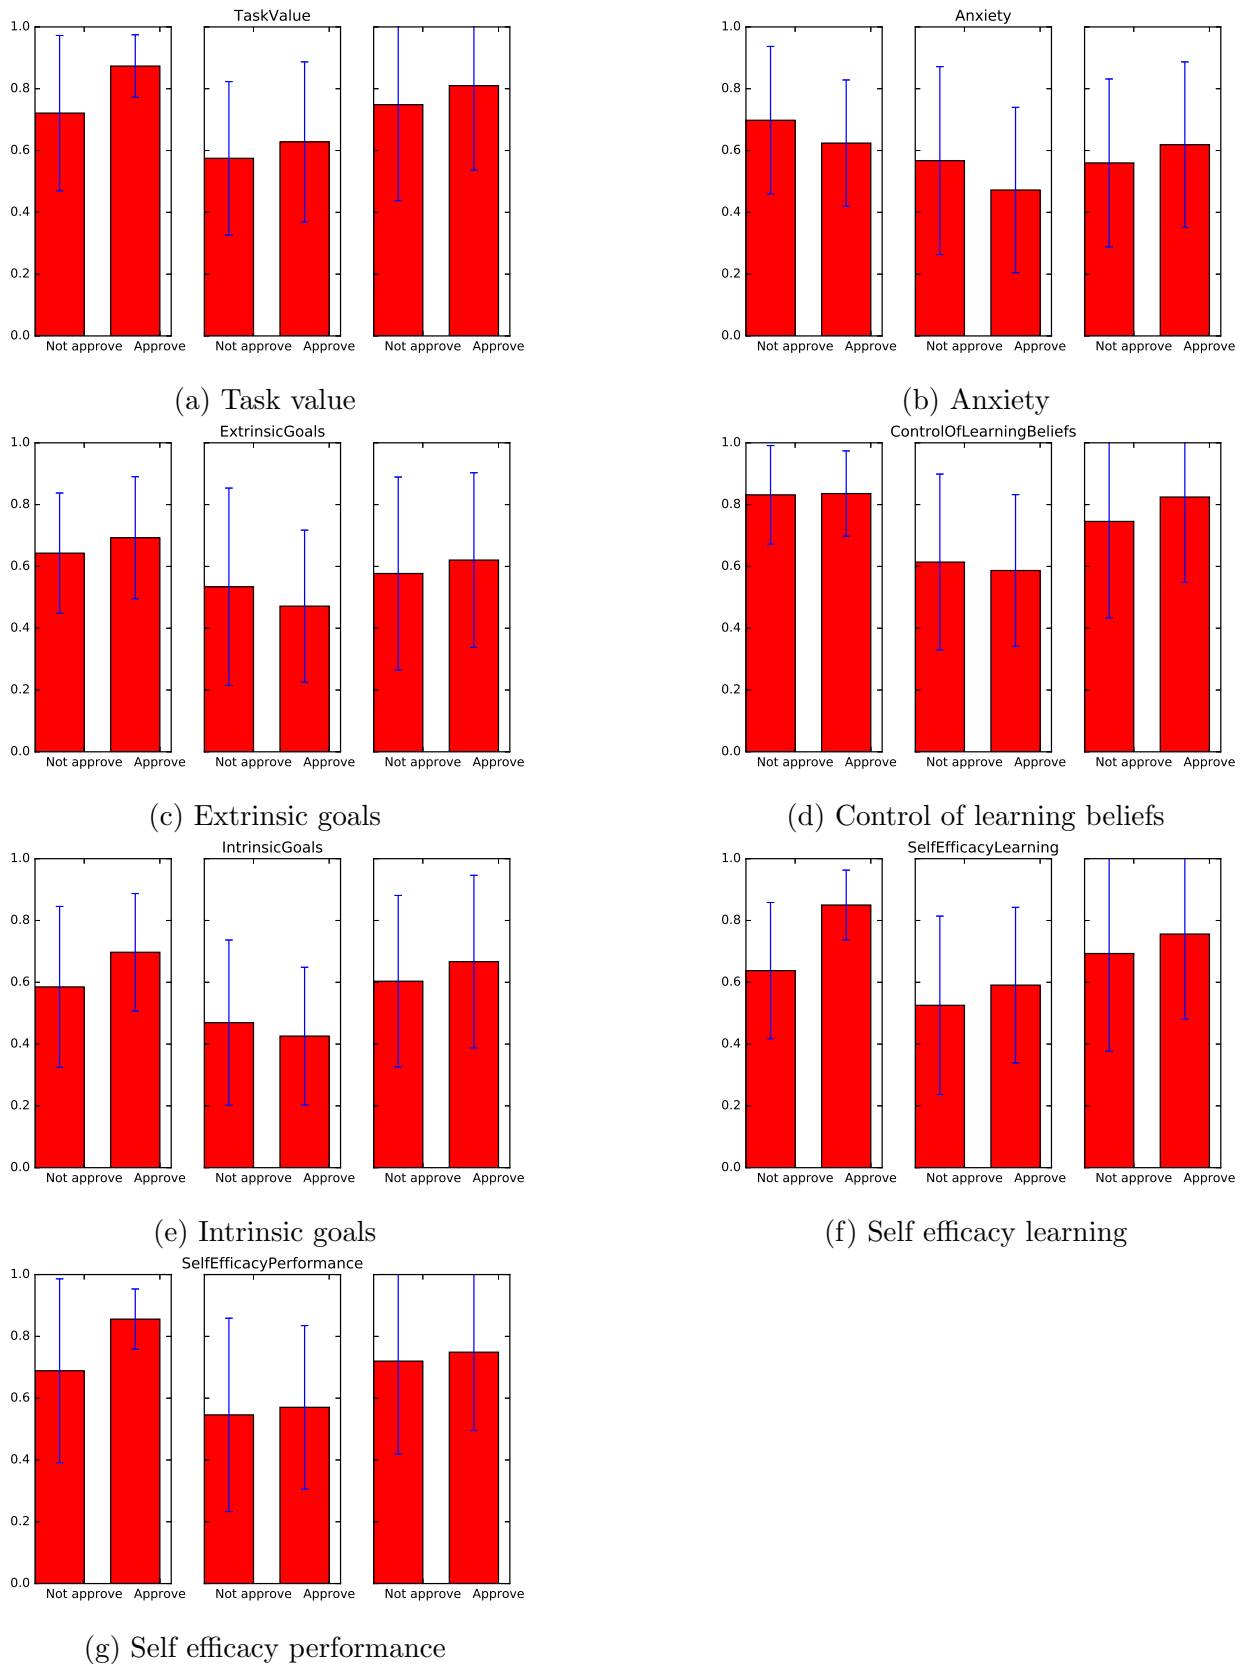 TaskValue
1.0
0.8
0.6
0.4
0.2
0.0
Not approve Approve Not approve Approve Not approve Approve
(a) Task value
Anxiety
1.0
0.8
0.6
0.4
0.2
0.0
Not approve Approve Not approve Approve Not approve Approve
(b) Anxiety
ExtrinsicGoals
1.0
0.8
0.6
0.4
0.2
0.0
Not approve Approve Not approve Approve Not approve Approve
(c) Extrinsic goals
ControlOfLearningBeliefs
1.0
0.8
0.6
0.4
0.2
0.0
Not approve Approve Not approve Approve Not approve Approve
(d) Control of learning beliefs
IntrinsicGoals
1.0
0.8
0.6
0.4
0.2
0.0
Not approve Approve Not approve Approve Not approve Approve
(e) Intrinsic goals
SelfEfficacyLearning
1.0
0.8
0.6
0.4
0.2
0.0
Not approve Approve Not approve Approve Not approve Approve
(f) Self efficacy learning
SelfEfficacyPerformance
1.0
0.8
0.6
0.4
0.2
0.0
Not approve Approve Not approve Approve Not approve Approve
(g) Self efficacy performance